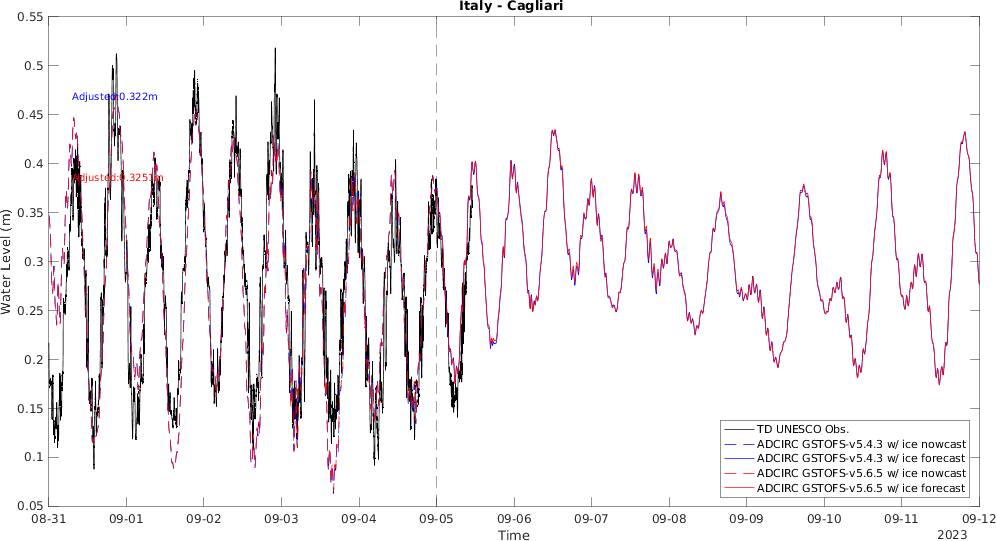 Italy - Cagliari
0.55
0.5
0.45
0.4
0.35
0.3
0.25
0.2
0.15
0.1
0.05
Water Level (m)
Adjusted:0.322m
Adjusted:0.3251m
TD UNESCO Obs.
ADCIRC GSTOFS-v5.4.3 w/ ice nowcast
ADCIRC GSTOFS-v5.4.3 w/ ice forecast
ADCIRC GSTOFS-v5.6.5 w/ ice nowcast
ADCIRC GSTOFS-v5.6.5 w/ ice forecast
08-31 09-01 09-02 09-03 09-04 09-05 09-06 09-07 09-08 09-09 09-10 09-11 09-12
Time
2023